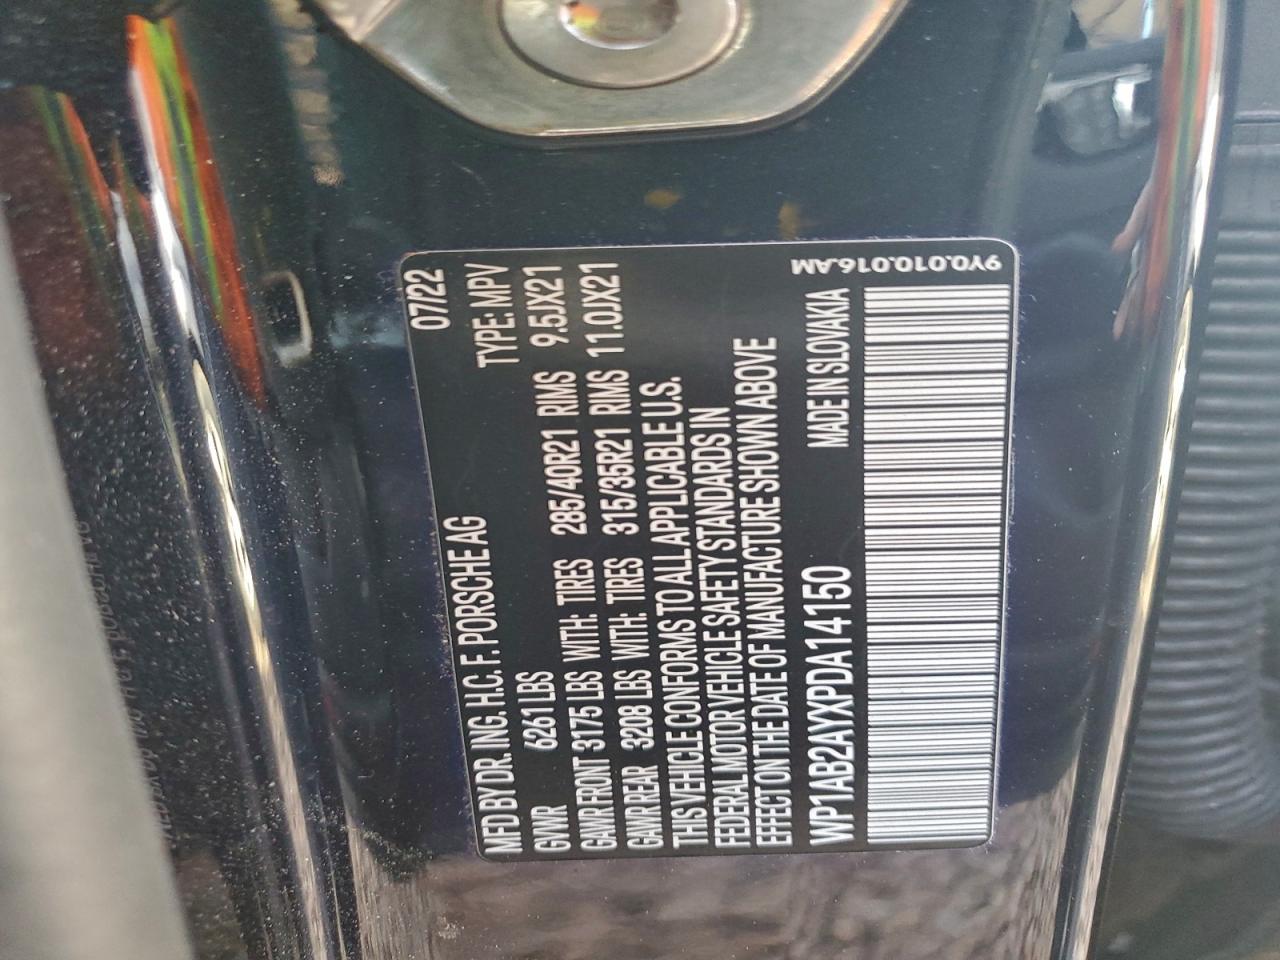 MFD BY DR. ING. H.C. F. PORSCHE AG 07/22
GVWR 6261 LBS TYPE: MPV
GAWR FRONT 3175 LBS WITH: TIRES 285/40R21 RIMS 9.5JX21
GAWR REAR 3208 LBS WITH: TIRES 315/35R21 RIMS 11.0JX21
THIS VEHICLE CONFORMS TO ALL APPLICABLE U.S.
FEDERAL MOTOR VEHICLE SAFETY STANDARDS IN
EFFECT ON THE DATE OF MANUFACTURE SHOWN ABOVE
WP1AB2AYXPDA14150 MADE IN SLOVAKIA
9Y0.010.016.AM